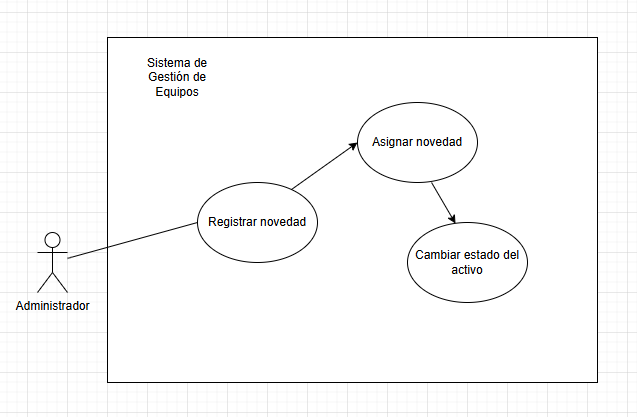 Sistema de
Gestión de
Equipos
Asignar novedad
Registrar novedad
Cambiar estado del
activo
Administrador